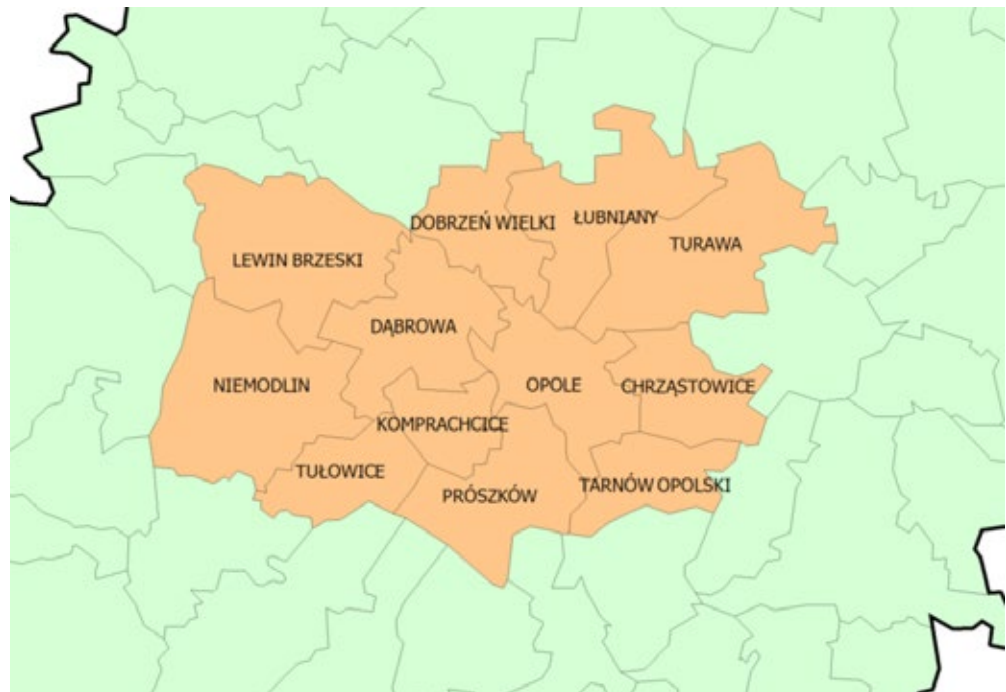 DOBRZEŃ WIELKI
ŁUBNIANY
TURAWA
LEWIN BRZESKI
DĄBROWA
NIEMODLIN
OPOLE
CHRZĄSTOWICE
KOMPRACHCICE
TUŁOWICE
PRÓSZKÓW
TARNÓW OPOLSKI